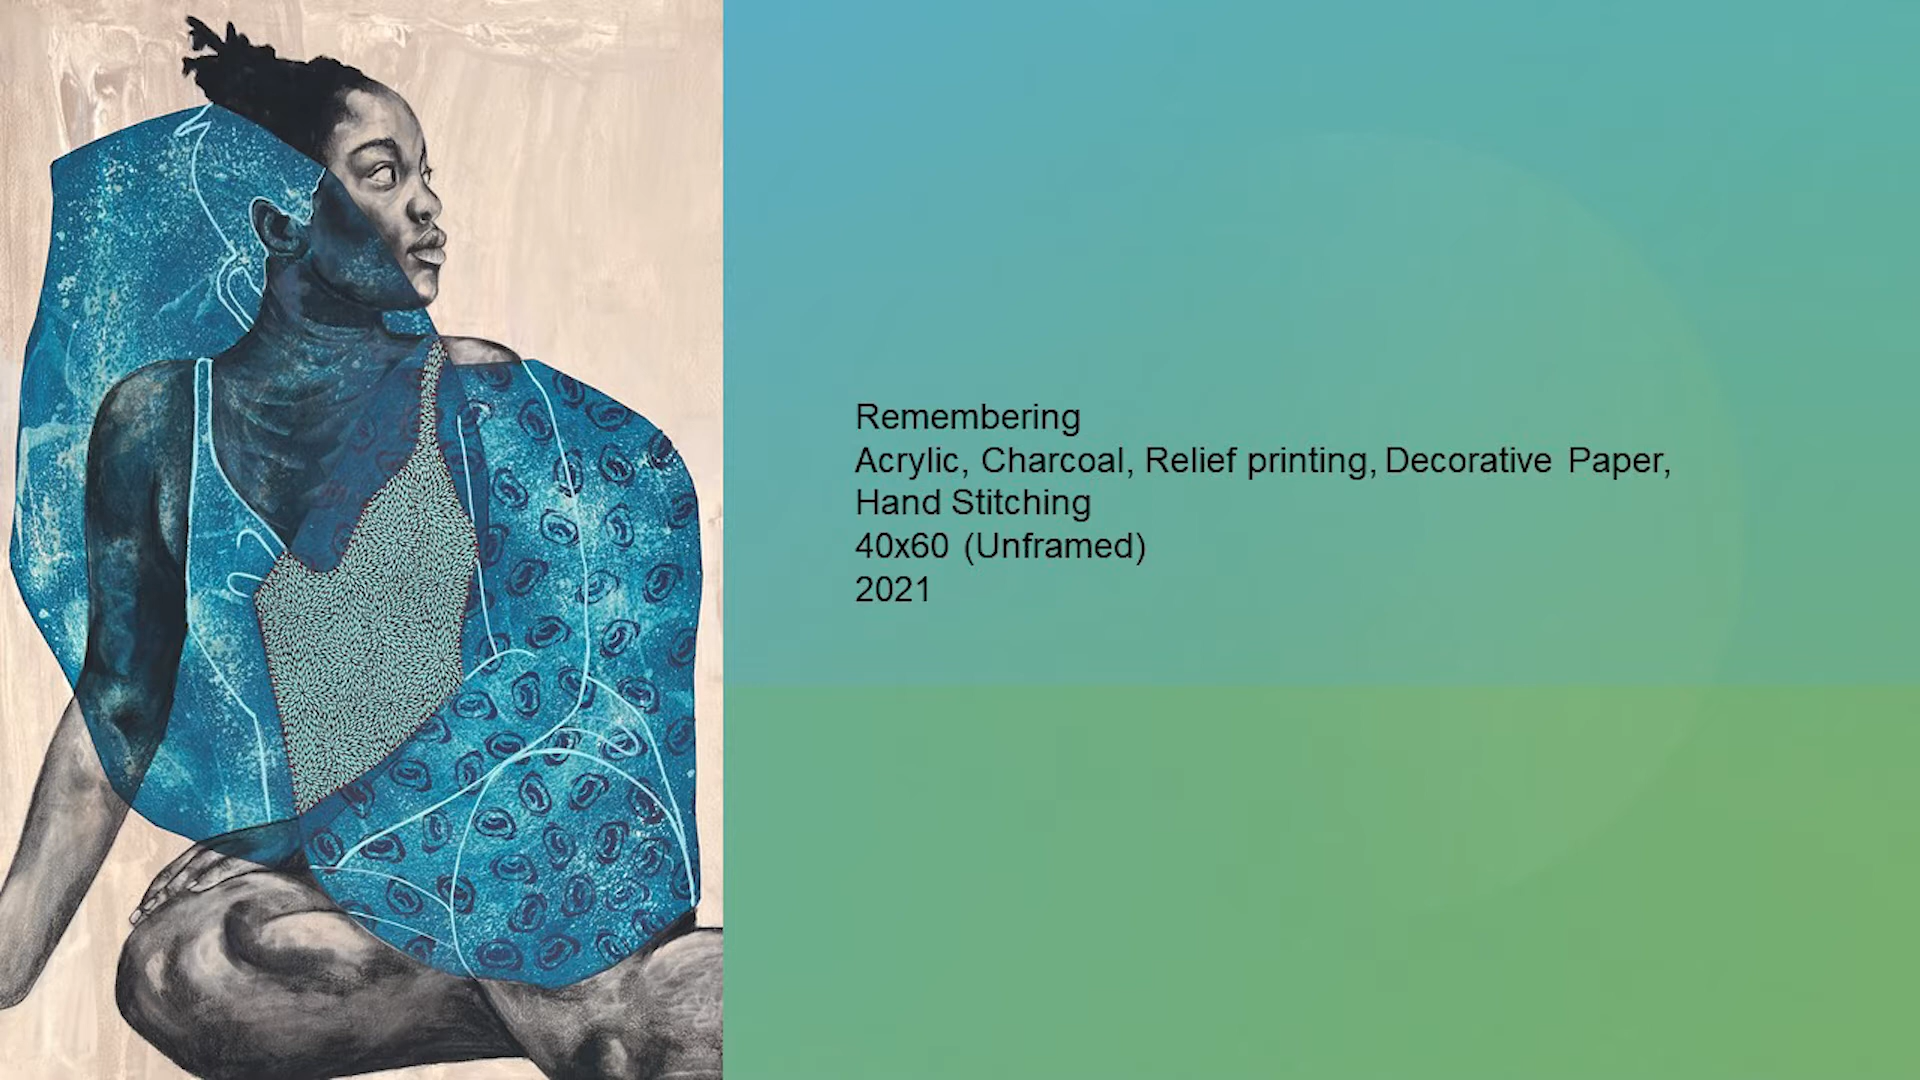 Remembering
Acrylic, Charcoal, Relief printing, Decorative Paper,
Hand Stitching
40x60 (Unframed)
2021